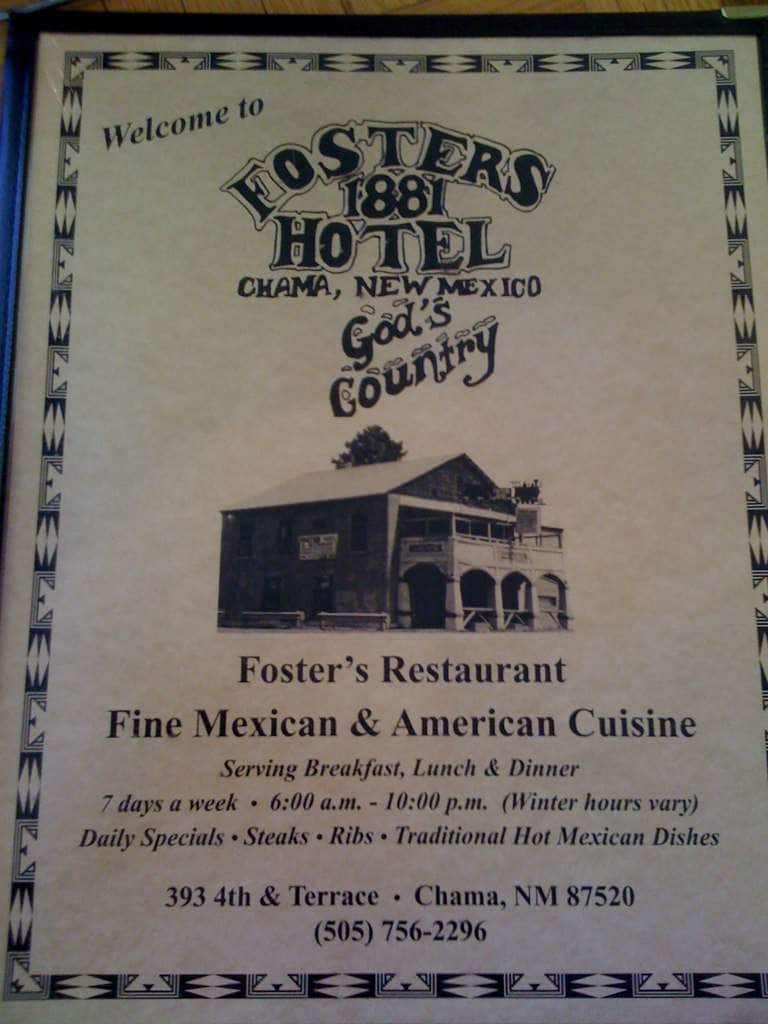 Welcome to
FOSTERS
1881
HOTEL
CHAMA, NEW MEXICO
God's
Country
Foster's Restaurant
Fine Mexican & American Cuisine
Serving Breakfast, Lunch & Dinner
7 days a week • 6:00 a.m. - 10:00 p.m. (Winter hours vary)
Daily Specials • Steaks • Ribs • Traditional Hot Mexican Dishes
393 4th & Terrace • Chama, NM 87520
(505) 756-2296